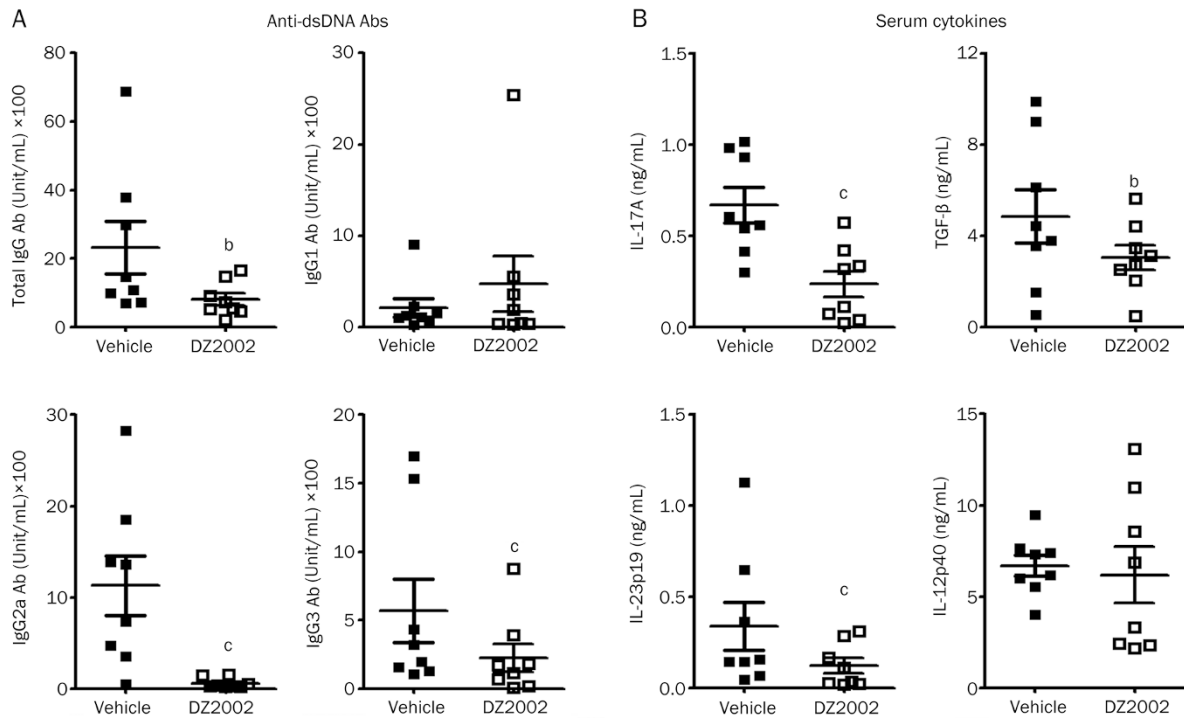 A
Anti-dsDNA Abs
Total IgG Ab (Unit/mL) ×100
80
60
40
20
0
b
Vehicle
DZ2002
IgG1 Ab (Unit/mL) ×100
30
20
10
0
Vehicle
DZ2002
IgG2a Ab (Unit/mL)×100
30
20
10
0
c
Vehicle
DZ2002
IgG3 Ab (Unit/mL) ×100
20
15
10
5
0
c
Vehicle
DZ2002
B
Serum cytokines
IL-17A (ng/mL)
1.5
1.0
0.5
0.0
c
Vehicle
DZ2002
TGF-β (ng/mL)
12
8
4
0
b
Vehicle
DZ2002
IL-23p19 (ng/mL)
1.5
1.0
0.5
0.0
c
Vehicle
DZ2002
IL-12p40 (ng/mL)
15
10
5
0
Vehicle
DZ2002